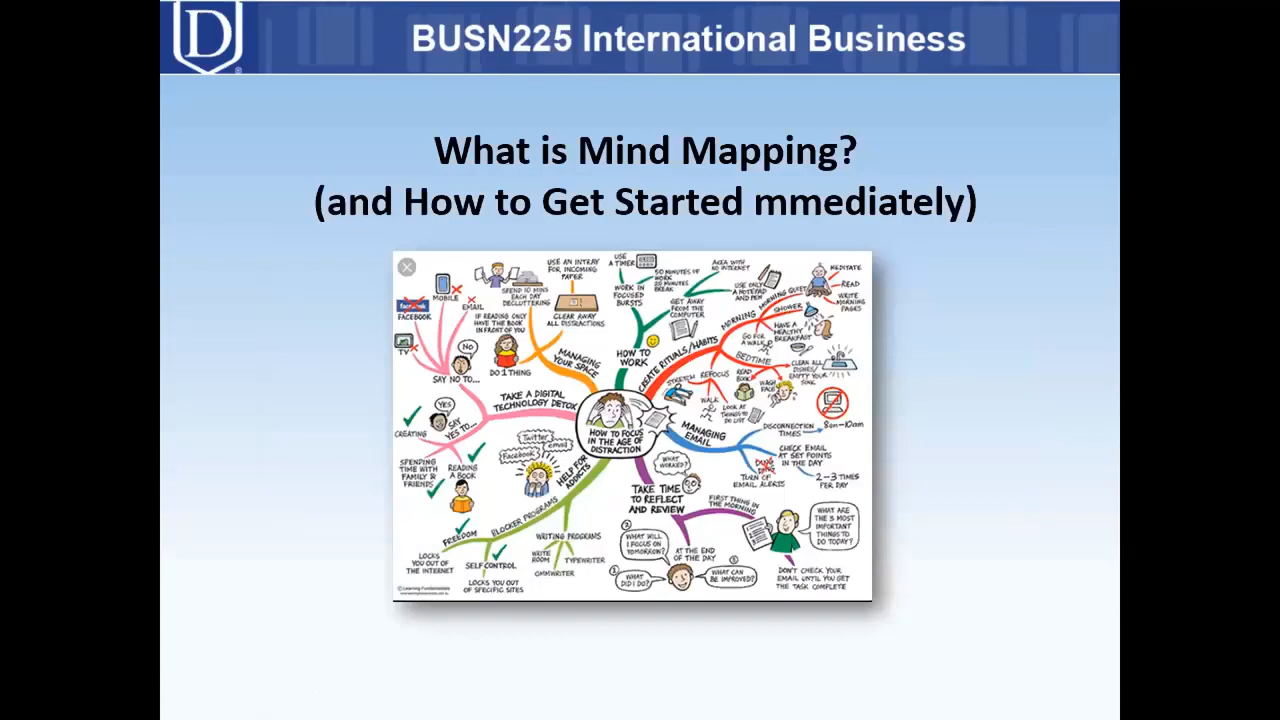 D
BUSN225 International Business
What is Mind Mapping?
(and How to Get Started mmediately)
HOW TO FOCUS
IN THE AGE OF
DISTRACTION
HOW TO
WORK
WORK IN
FOCUSED
BURSTS
USE
A TIMER
50 MINUTES OF
WORK
BREAK
GET AWAY
FROM THE
COMPUTER
AREA WITH
NO INTERNET
USE ONLY
A NOTEPAD
AND PEN
CREATE RITUALS/HABITS
MORNING
MORNING QUIET
MEDITATE
READ
WRITE
MORNING
PAGES
SHOWER
HAVE A
HEALTHY
BREAKFAST
GO FOR
A WALK
BEDTIME
CLEAN ALL
DISHES/
EMPTY YOUR
SINK
WASH
FACE
READ
BOOK
REFOCUS
STRETCH
WALK
LOOK AT
THINGS TO
DO LIST
MANAGING
EMAIL
DISCONNECTION
TIMES
8am-10am
CHECK EMAIL
AT SET POINTS
IN THE DAY
2-3 TIMES
PER DAY
TURN OF
EMAIL ALERTS
TAKE TIME
TO REFLECT
AND REVIEW
WHAT
WORKED?
FIRST THING IN
THE MORNING
WHAT ARE
THE 3 MOST
IMPORTANT
THINGS TO
DO TODAY?
DON'T CHECK YOUR
EMAIL UNTIL YOU GET
THE TASK COMPLETE
AT THE END
OF THE DAY
WHAT WILL
I FOCUS ON
TOMORROW?
WHAT
DID I DO?
WHAT CAN
BE IMPROVED?
HELP FOR
ADDICTS
Twitter
email
Facebook
BLOCKER PROGRAMS
FREEDOM
LOCKS
YOU OUT OF
THE INTERNET
SELF CONTROL
LOCKS YOU OUT
OF SPECIFIC SITES
WRITING PROGRAMS
WRITE
ROOM
OMMWRITER
TYPEWRITER
TAKE A DIGITAL
TECHNOLOGY DETOX
SAY NO TO...
NO
TV
FACEBOOK
MOBILE
EMAIL
SAY
YES TO...
YES
CREATING
SPENDING
TIME WITH
FAMILY &
FRIENDS
READING
A BOOK
MANAGING
YOUR SPACE
DO 1 THING
IF READING ONLY
HAVE THE BOOK
IN FRONT OF YOU
SPEND 10 MINS
EACH DAY
DECLUTTERING
CLEAR AWAY
ALL DISTRACTIONS
USE AN INTRAY
FOR INCOMING
PAPER
© Learning Fundamentals